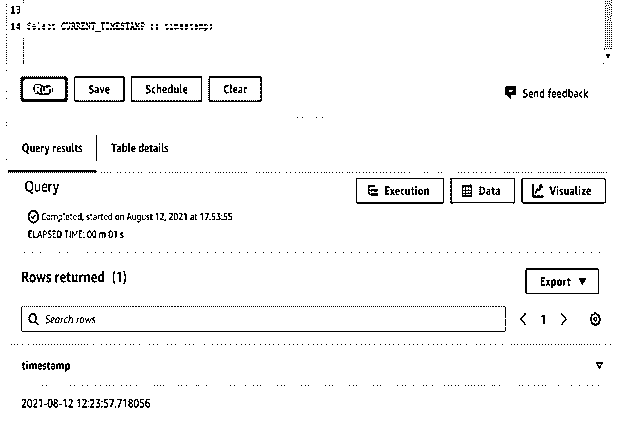 13
14 Select CURRENT_TIMESTAMP :: timestamp;
Run Save Schedule Clear
Send feedback
Query results Table details
Query
Execution Data Visualize
Completed, started on August 12, 2021 at 17:53:55
ELAPSED TIME: 00 m 01 s
Rows returned (1)
Export
Search rows
1
timestamp
2021-08-12 12:23:57.718056